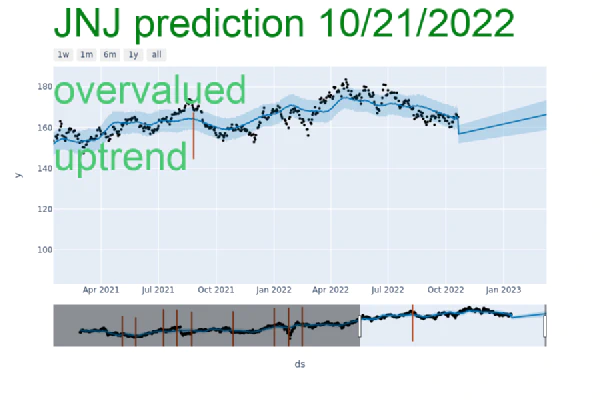 JNJ prediction 10/21/2022
1w 1m 6m 1y all
overvalued
uptrend
180
160
140
120
100
y
Apr 2021 Jul 2021 Oct 2021 Jan 2022 Apr 2022 Jul 2022 Oct 2022 Jan 2023
ds